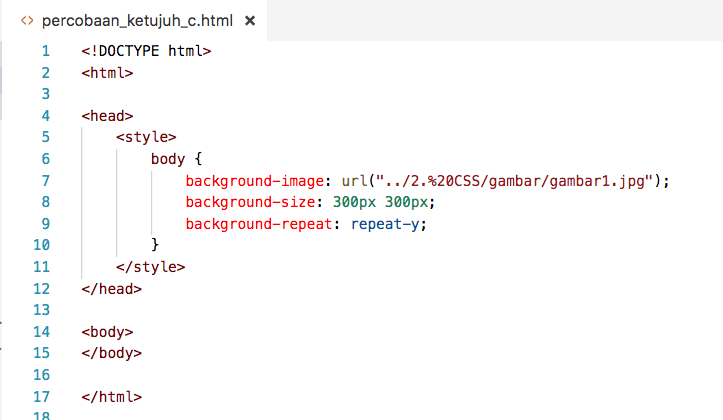 <> percobaan_ketujuh_c.html ×
1 <!DOCTYPE html>
2 <html>
3
4 <head>
5     <style>
6         body {
7             background-image: url("../2.%20CSS/gambar/gambar1.jpg");
8             background-size: 300px 300px;
9             background-repeat: repeat-y;
10         }
11     </style>
12 </head>
13
14 <body>
15 </body>
16
17 </html>
18